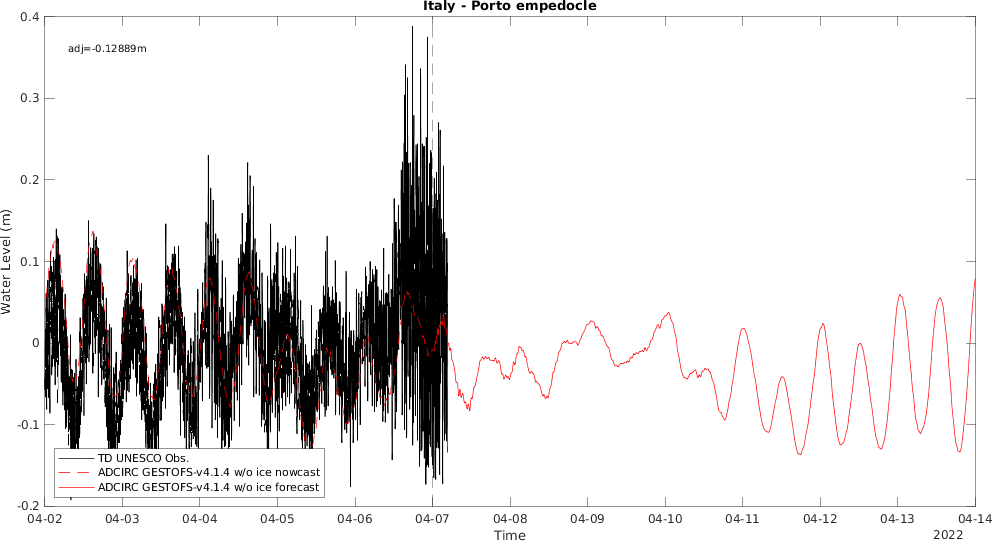 Italy - Porto empedocle
adj=-0.12889m
Water Level (m)
0.4
0.3
0.2
0.1
0
-0.1
-0.2
TD UNESCO Obs.
ADCIRC GESTOFS-v4.1.4 w/o ice nowcast
ADCIRC GESTOFS-v4.1.4 w/o ice forecast
04-02 04-03 04-04 04-05 04-06 04-07 04-08 04-09 04-10 04-11 04-12 04-13 04-14
Time
2022